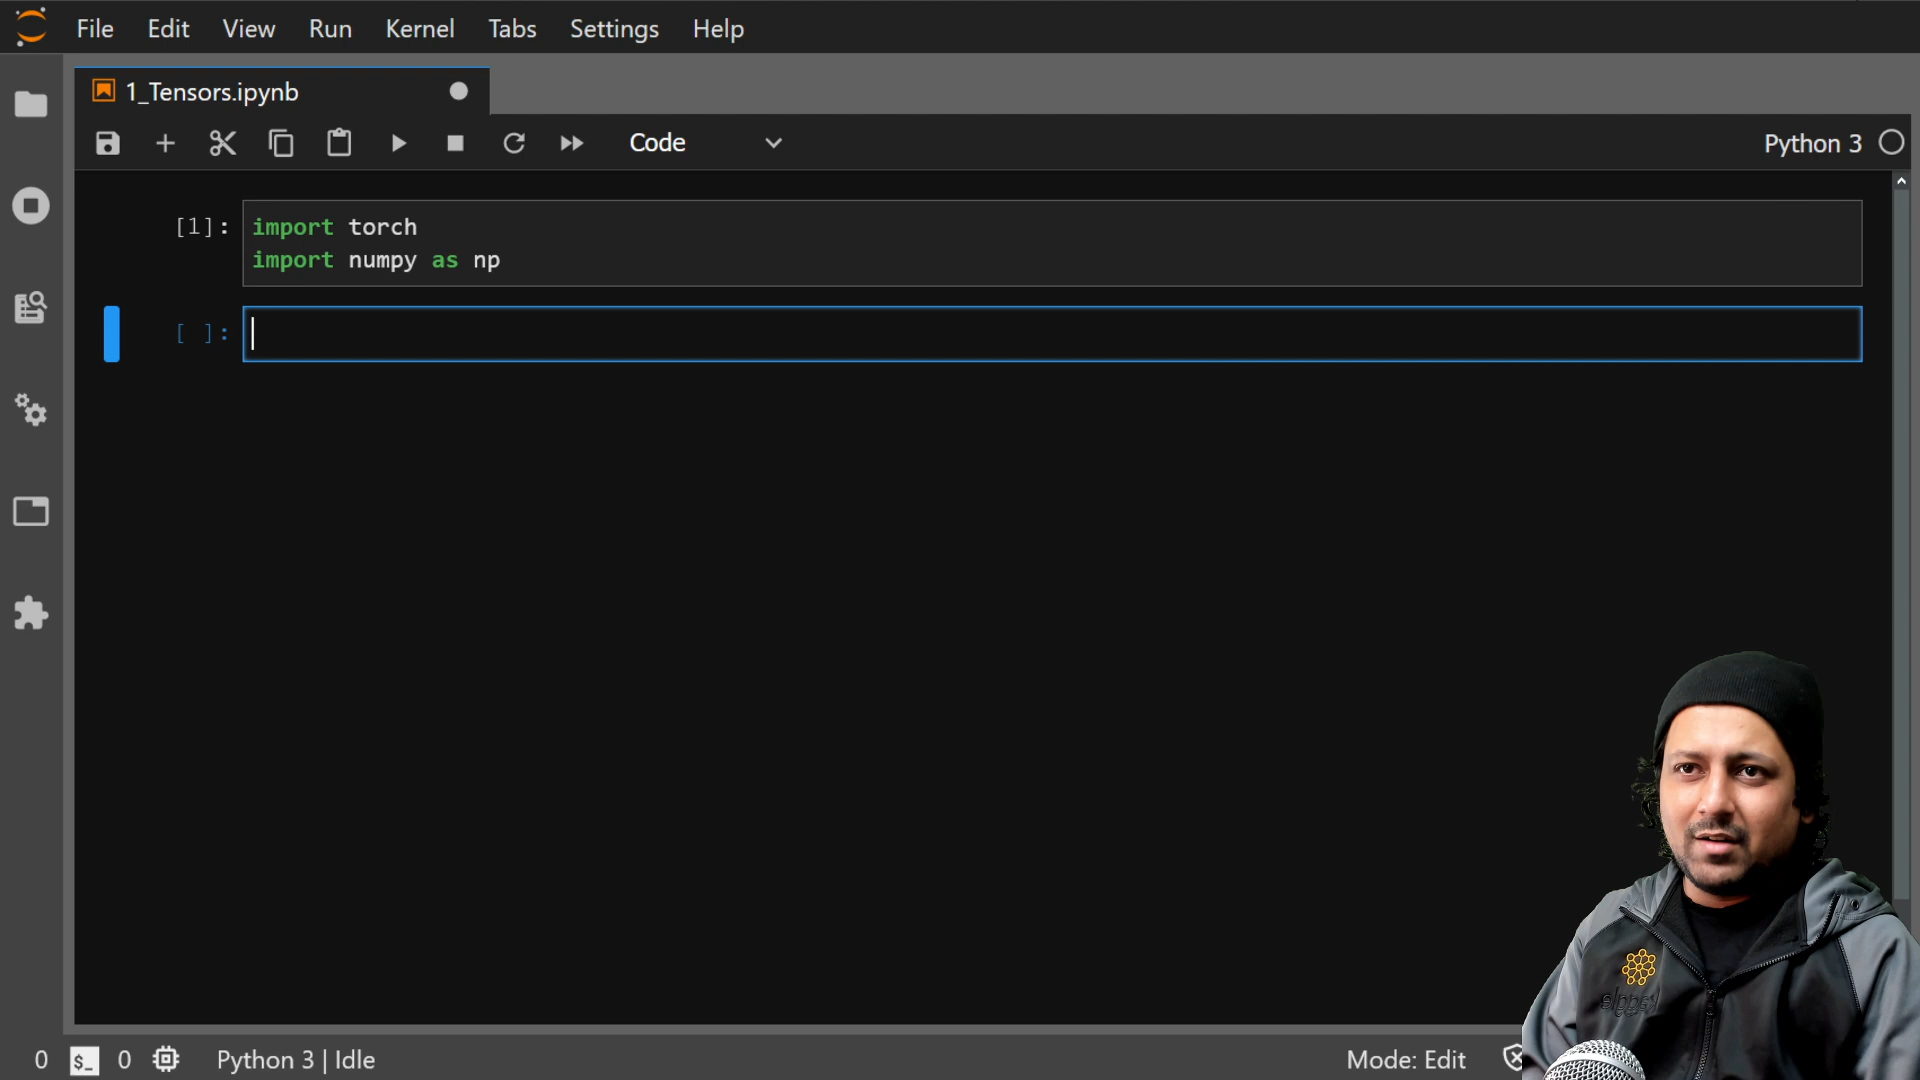 File Edit View Run Kernel Tabs Settings Help
1_Tensors.ipynb
Code
Python 3
[1]:
import torch
import numpy as np
[ ]:
0 $_ 0 Python 3 | Idle
Mode: Edit